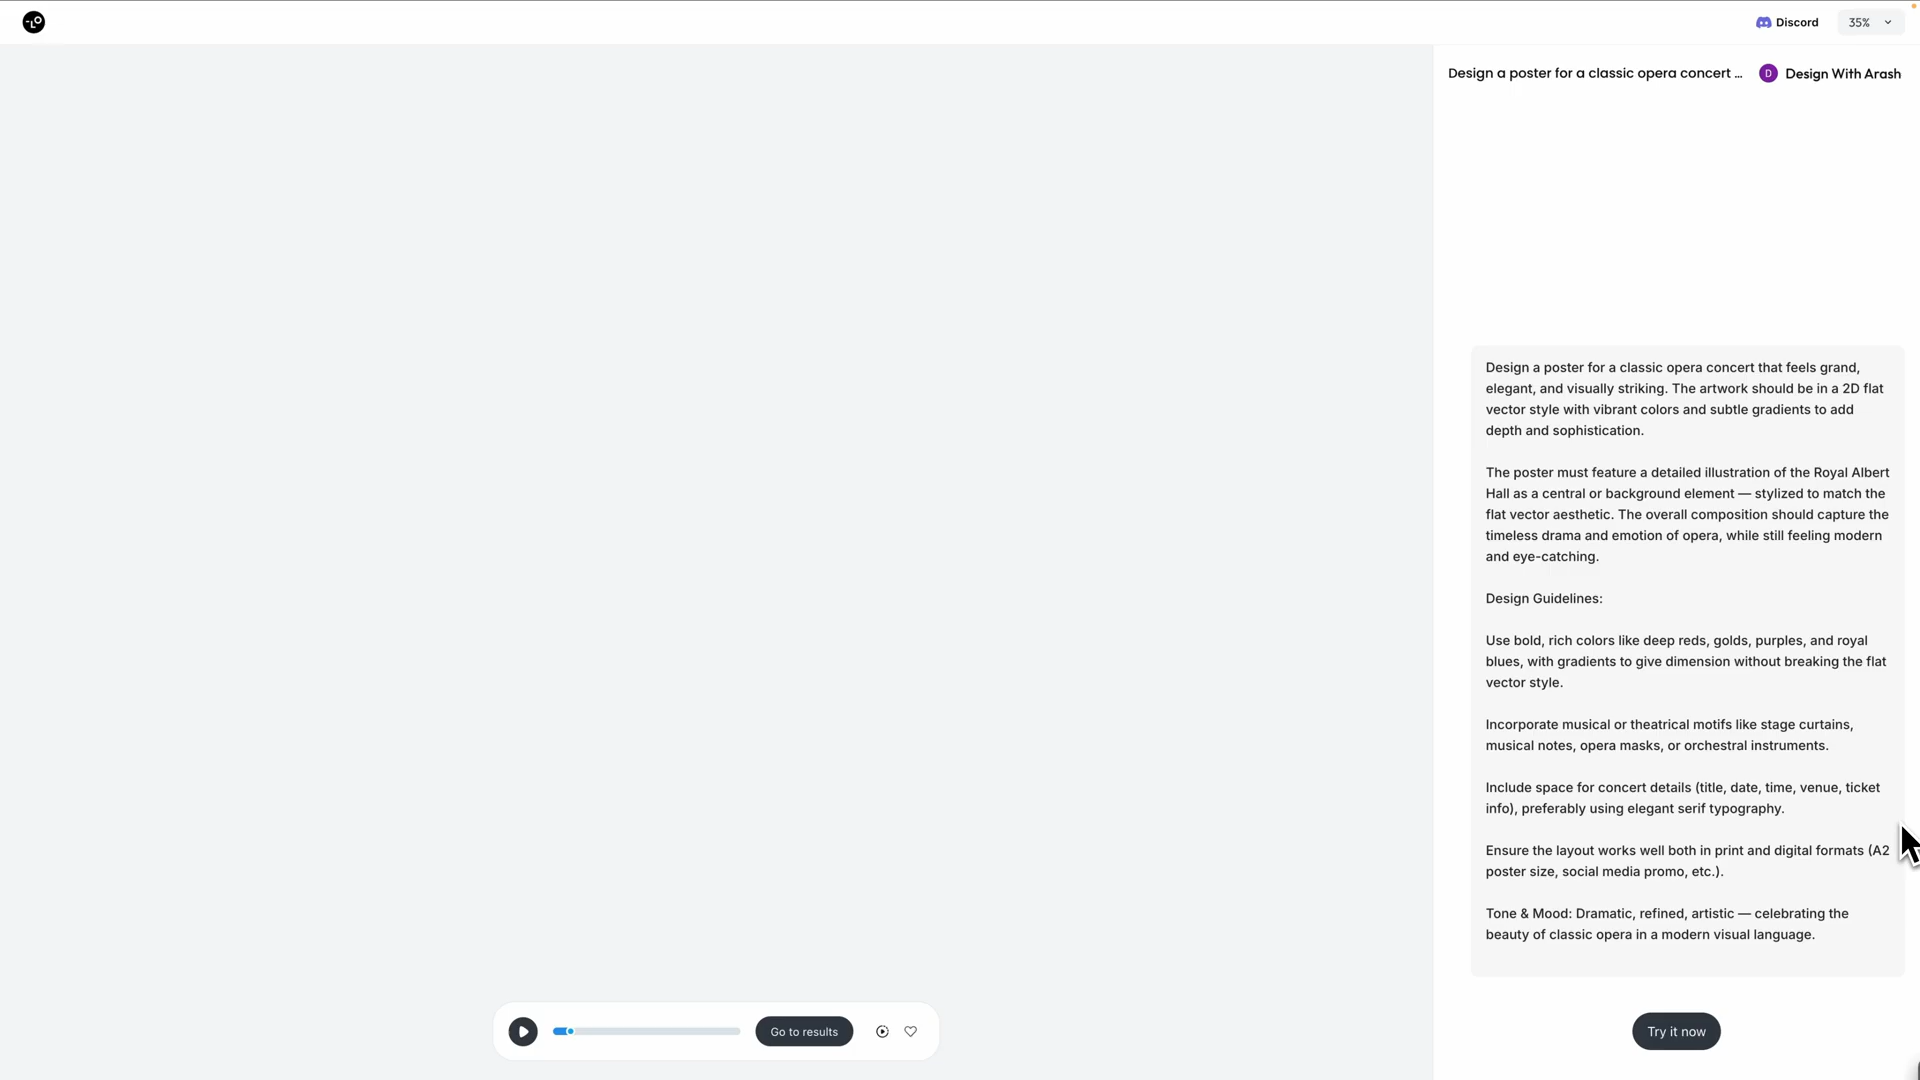 Discord
35%
Design a poster for a classic opera concert ...
D
Design With Arash
Design a poster for a classic opera concert that feels grand,
elegant, and visually striking. The artwork should be in a 2D flat
vector style with vibrant colors and subtle gradients to add
depth and sophistication.
The poster must feature a detailed illustration of the Royal Albert
Hall as a central or background element — stylized to match the
flat vector aesthetic. The overall composition should capture the
timeless drama and emotion of opera, while still feeling modern
and eye-catching.
Design Guidelines:
Use bold, rich colors like deep reds, golds, purples, and royal
blues, with gradients to give dimension without breaking the flat
vector style.
Incorporate musical or theatrical motifs like stage curtains,
musical notes, opera masks, or orchestral instruments.
Include space for concert details (title, date, time, venue, ticket
info), preferably using elegant serif typography.
Ensure the layout works well both in print and digital formats (A2
poster size, social media promo, etc.).
Tone & Mood: Dramatic, refined, artistic — celebrating the
beauty of classic opera in a modern visual language.
Go to results
Try it now